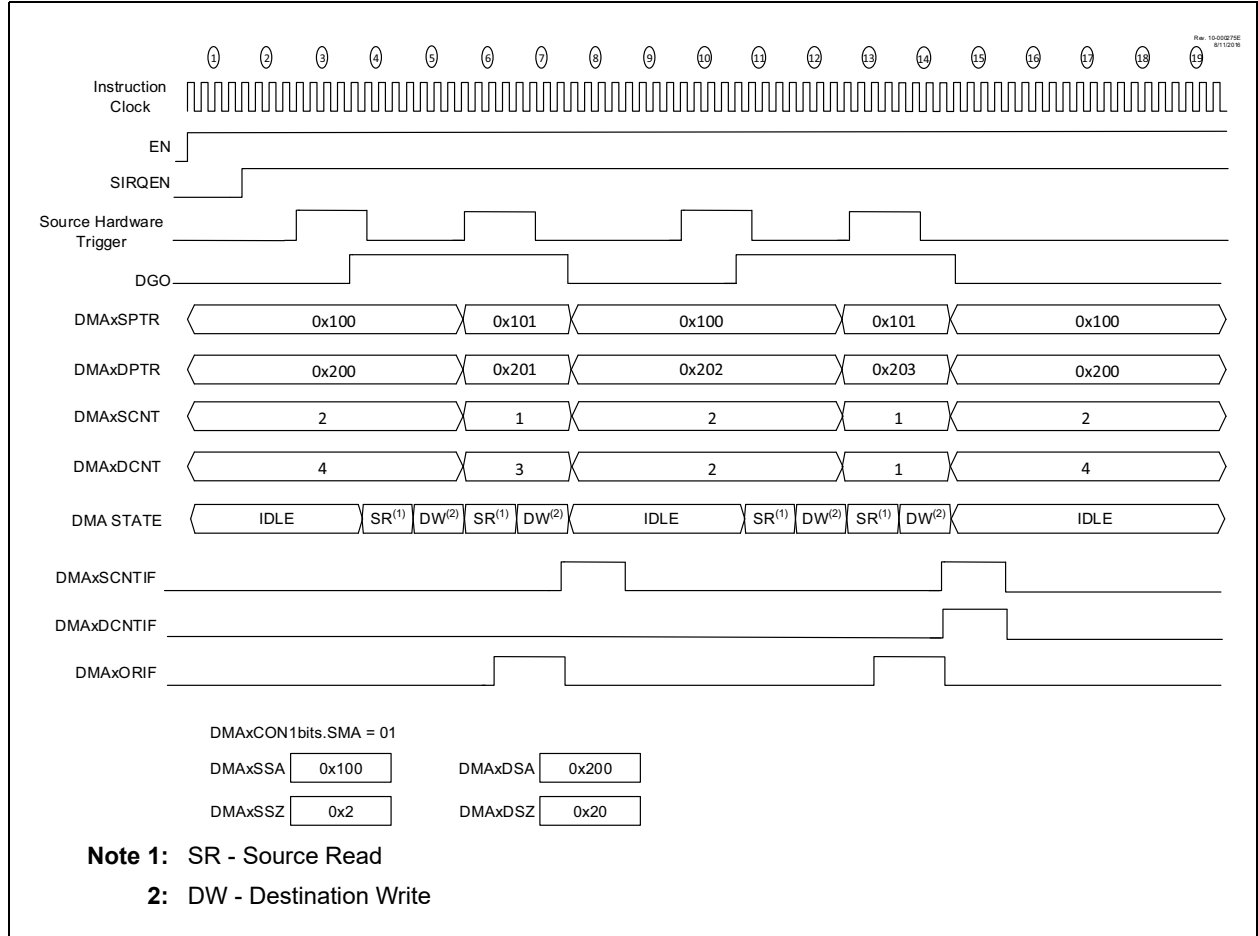 Rev. 10-000275E
8/11/2016
1 2 3 4 5 6 7 8 9 10 11 12 13 14 15 16 17 18 19
Instruction
Clock
EN
SIRQEN
Source Hardware
Trigger
DGO
DMAxSPTR 0x100 0x101 0x100 0x101 0x100
DMAxDPTR 0x200 0x201 0x202 0x203 0x200
DMAxSCNT 2 1 2 1 2
DMAxDCNT 4 3 2 1 4
DMA STATE IDLE SR(1) DW(2) SR(1) DW(2) IDLE SR(1) DW(2) SR(1) DW(2) IDLE
DMAxSCNTIF
DMAxDCNTIF
DMAxORIF
DMAxCON1bits.SMA = 01
DMAxSSA 0x100 DMAxDSA 0x200
DMAxSSZ 0x2 DMAxDSZ 0x20
Note 1: SR - Source Read
2: DW - Destination Write